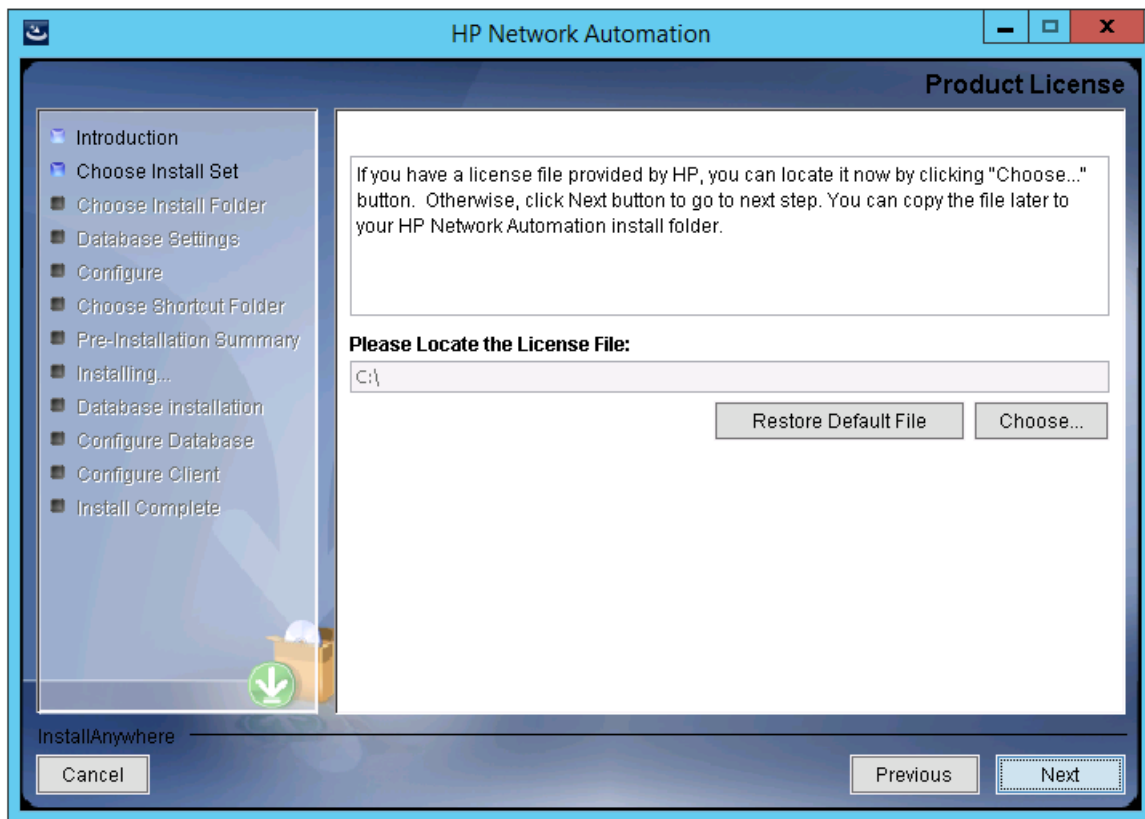 HP Network Automation
Product License
Introduction
Choose Install Set
Choose Install Folder
Database Settings
Configure
Choose Shortcut Folder
Pre-Installation Summary
Installing...
Database installation
Configure Database
Configure Client
Install Complete
If you have a license file provided by HP, you can locate it now by clicking "Choose..."
button.  Otherwise, click Next button to go to next step. You can copy the file later to
your HP Network Automation install folder.
Please Locate the License File:
C:\
Restore Default File
Choose...
InstallAnywhere
Cancel
Previous
Next